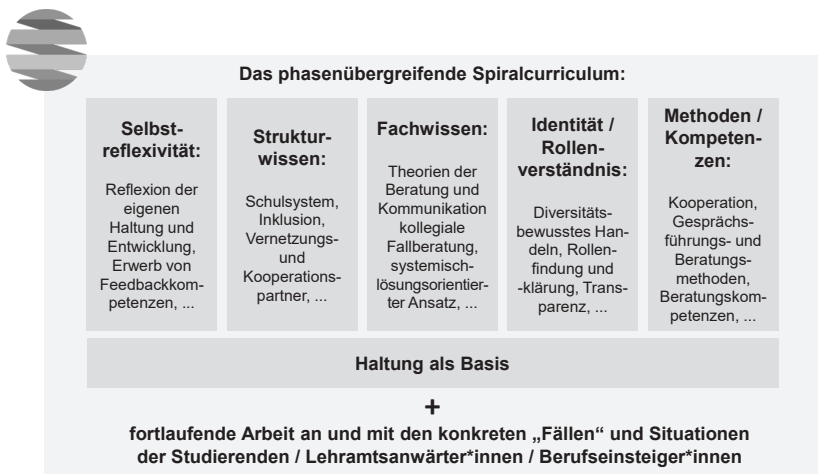 Das phasenübergreifende Spiralcurriculum:
Selbst-
reflexivität:
Reflexion der
eigenen
Haltung und
Entwicklung,
Erwerb von
Feedbackkom-
petenzen, ...
Struktur-
wissen:
Schulsystem,
Inklusion,
Vernetzungs-
und
Kooperations-
partner, ...
Fachwissen:
Theorien der
Beratung und
Kommunikation
kollegiale
Fallberatung,
systemisch-
lösungsorientier-
ter Ansatz, ...
Identität /
Rollen-
verständnis:
Diversitäts-
bewusstes Han-
deln, Rollen-
findung und
-klärung, Trans-
parenz, ...
Methoden /
Kompeten-
zen:
Kooperation,
Gesprächs-
führungs- und
Beratungs-
methoden,
Beratungskom-
petenzen, ...
Haltung als Basis
+
fortlaufende Arbeit an und mit den konkreten „Fällen“ und Situationen
der Studierenden / Lehramtsanwärter*innen / Berufseinsteiger*innen